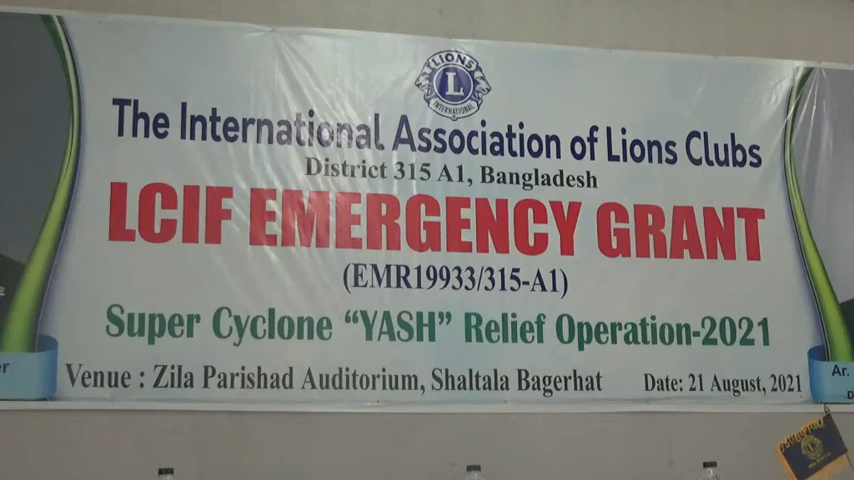 LIONS
L
INTERNATIONAL
The International Association of Lions Clubs
District 315 A1, Bangladesh
LCIF EMERGENCY GRANT
(EMR19933/315-A1)
Super Cyclone “YASH” Relief Operation-2021
Venue : Zila Parishad Auditorium, Shaltala Bagerhat
Date: 21 August, 2021
Ar.